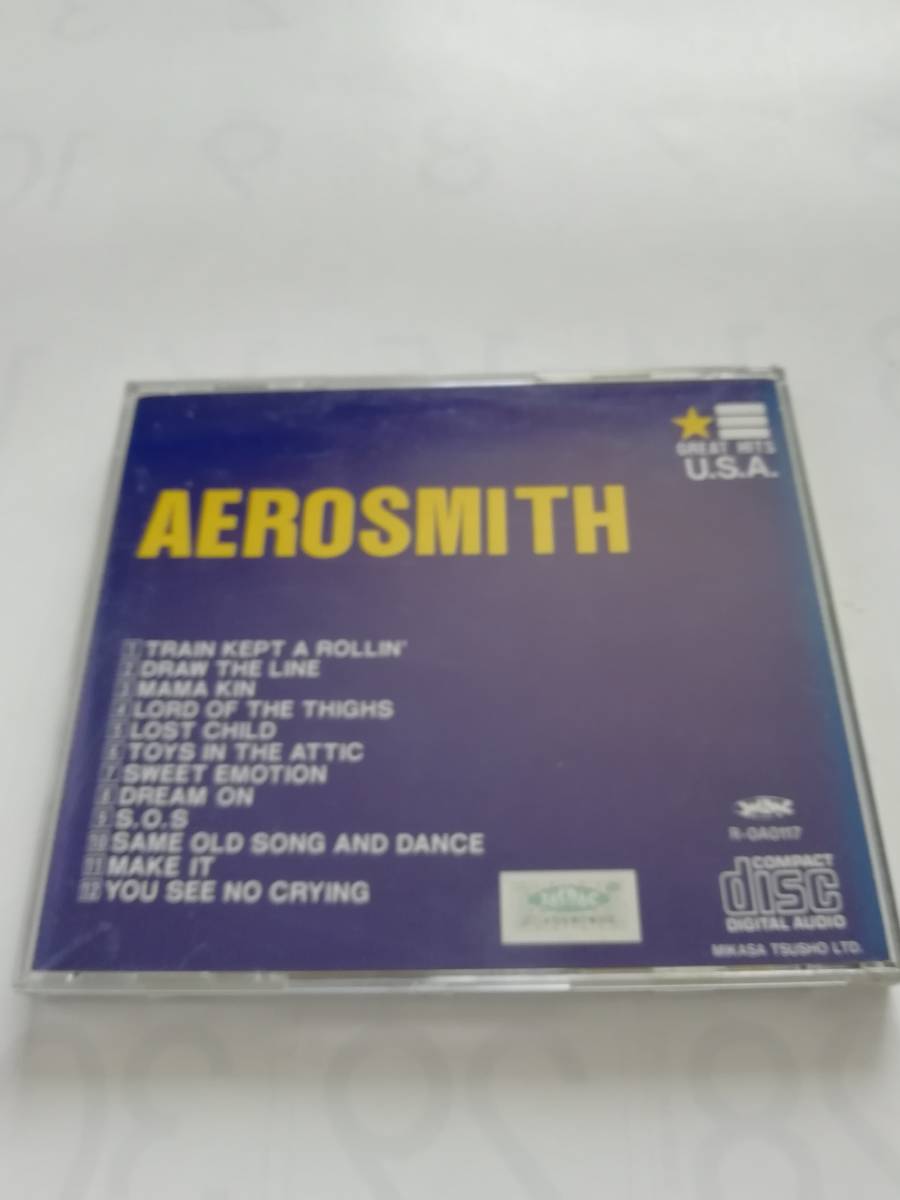 GREAT HITS
U.S.A.
AEROSMITH
1 TRAIN KEPT A ROLLIN'
2 DRAW THE LINE
3 MAMA KIN
4 LORD OF THE THIGHS
5 LOST CHILD
6 TOYS IN THE ATTIC
7 SWEET EMOTION
8 DREAM ON
9 S.O.S
10 SAME OLD SONG AND DANCE
11 MAKE IT
12 YOU SEE NO CRYING
R-0A0117
COMPACT
disc
DIGITAL AUDIO
MIKASA TSUSHO LTD.